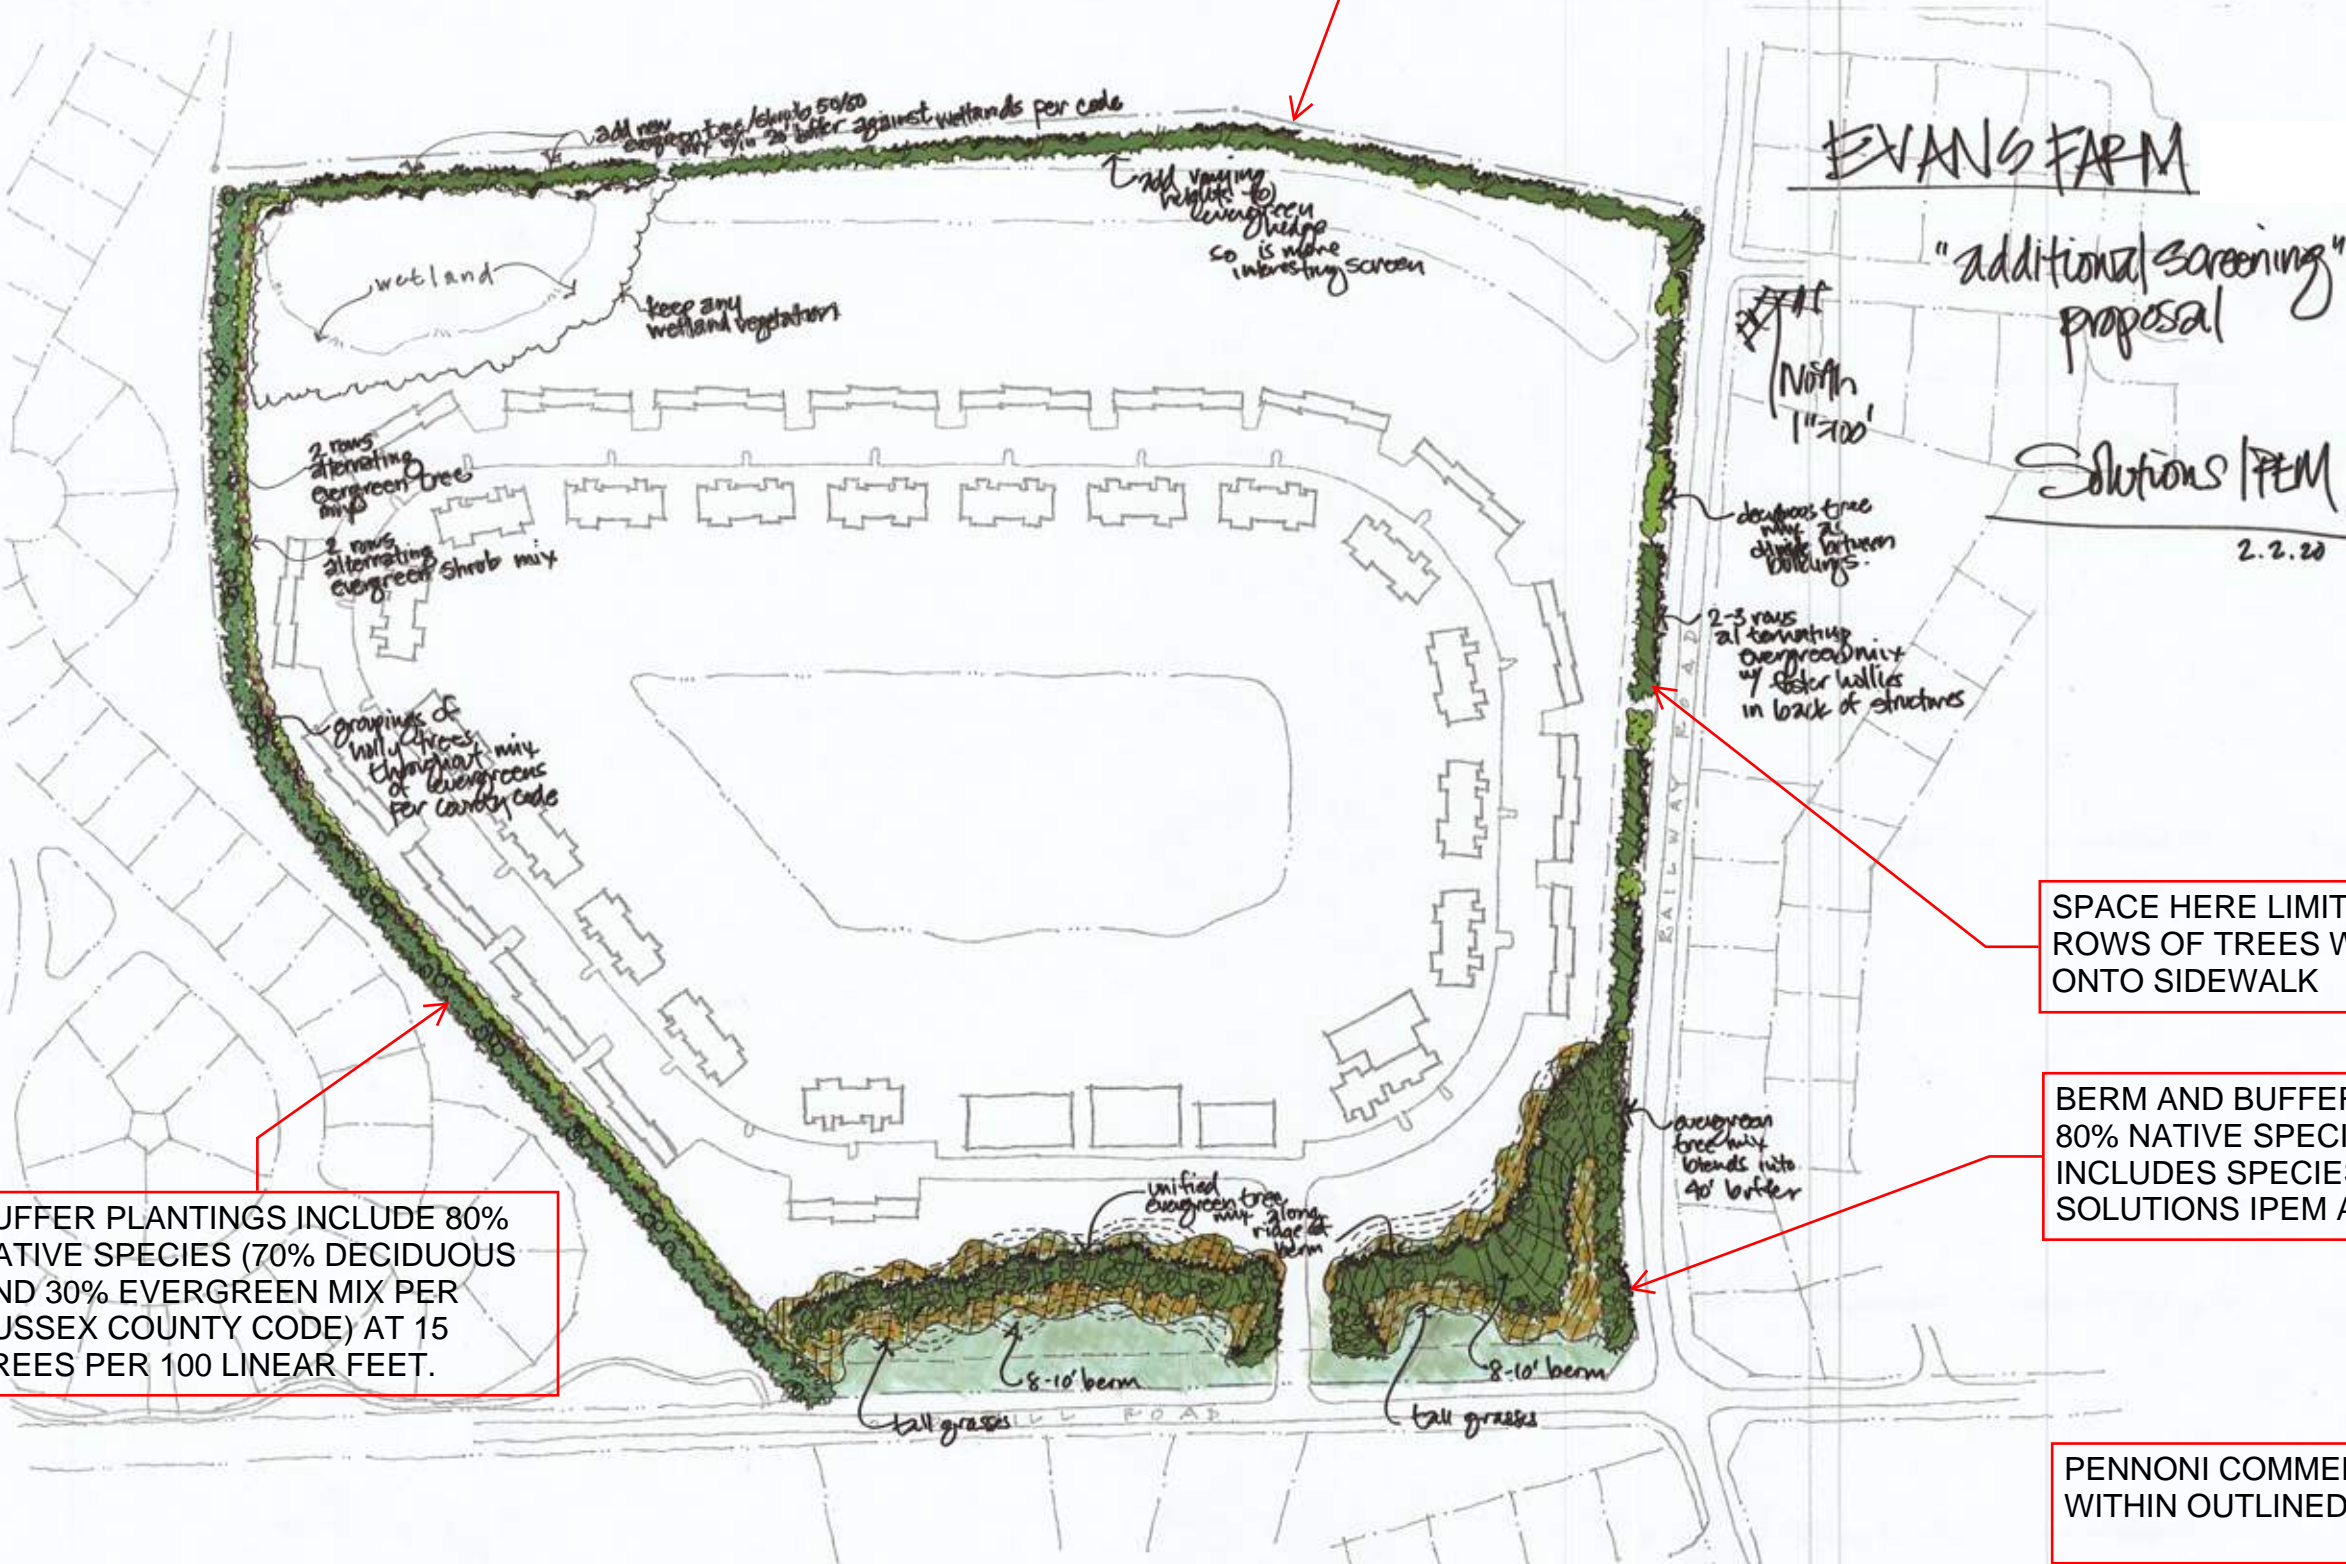 add new
evergreen tree/shrub 50/50
mix w/in 20' buffer against wetlands per code
add varying
heights to
evergreen
hedge
so is more
interesting screen
EVANS FARM
"additional screening"
proposal
North
1"=100'
Solutions IPEM
2.2.20
wetland
keep any
wetland vegetation
2 rows
alternating
evergreen tree
mix
2 rows
alternating
evergreen shrub mix
deciduous tree
mix as
divide between
buildings.
2-3 rows
alternating
evergreen mix
w/ foster hollies
in back of structures
RAILWAY ROAD
groupings of
holly trees
throughout mix
of evergreens
per county code
SPACE HERE LIMIT
ROWS OF TREES W
ONTO SIDEWALK
BERM AND BUFFER
80% NATIVE SPECI
INCLUDES SPECIES
SOLUTIONS IPEM A
evergreen
tree mix
blends into
40' buffer
unified
evergreen tree
mix along
ridge of
berm
UFFER PLANTINGS INCLUDE 80%
ATIVE SPECIES (70% DECIDUOUS
ND 30% EVERGREEN MIX PER
USSEX COUNTY CODE) AT 15
REES PER 100 LINEAR FEET.
8-10' berm
8-10' berm
tall grasses
ILL ROAD
tall grasses
PENNONI COMME
WITHIN OUTLINED